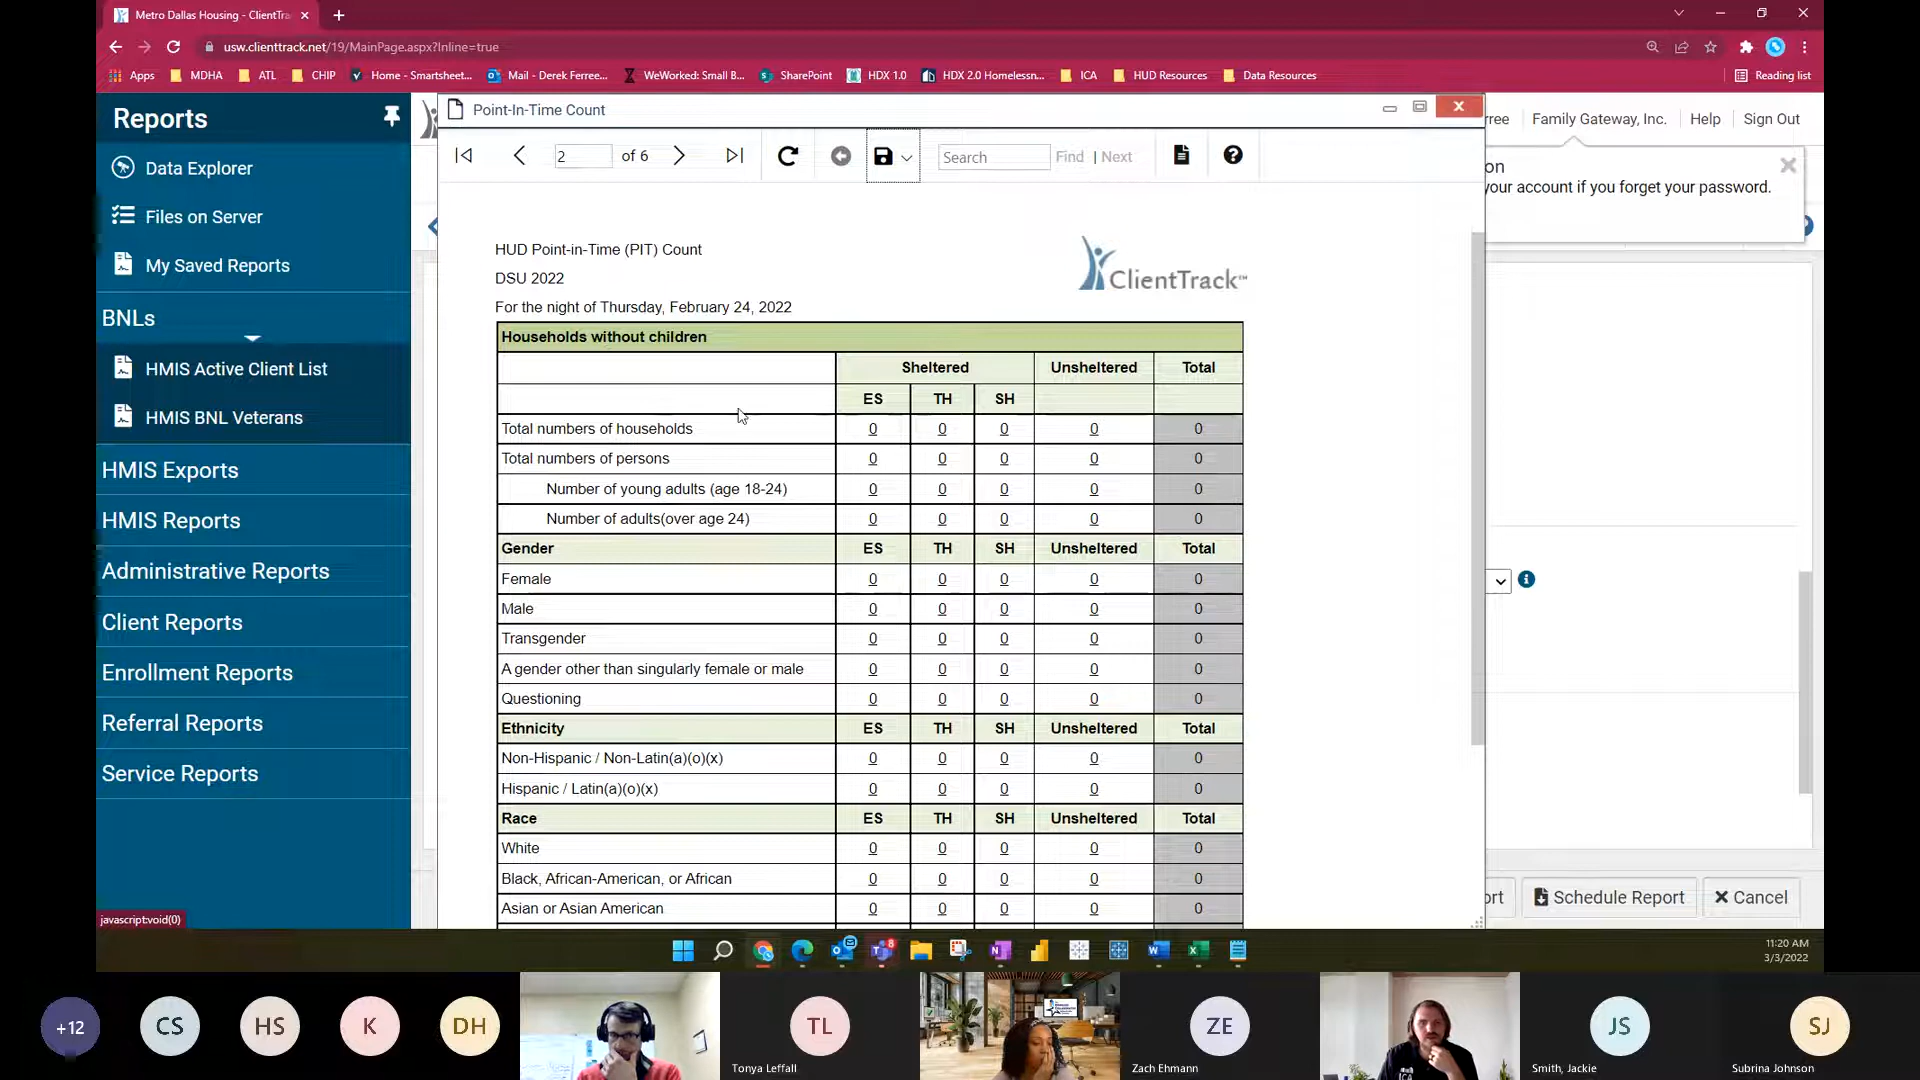 Metro Dallas Housing - ClientTra
usw.clienttrack.net/19/MainPage.aspx?Inline=true
Apps MDHA ATL CHIP Home - Smartsheet... Mail - Derek Ferree... WeWorked: Small B... SharePoint HDX 1.0 HDX 2.0 Homelessn... ICA HUD Resources Data Resources Reading list
Reports
Data Explorer
Files on Server
My Saved Reports
BNLs
HMIS Active Client List
HMIS BNL Veterans
HMIS Exports
HMIS Reports
Administrative Reports
Client Reports
Enrollment Reports
Referral Reports
Service Reports
javascript:void(0)
Point-In-Time Count
2 of 6 Search Find | Next
rree Family Gateway, Inc. Help Sign Out
on
your account if you forget your password.
HUD Point-in-Time (PIT) Count
DSU 2022
For the night of Thursday, February 24, 2022
ClientTrack™
Households without children
Sheltered Unsheltered Total
ES TH SH
Total numbers of households 0 0 0 0 0
Total numbers of persons 0 0 0 0 0
Number of young adults (age 18-24) 0 0 0 0 0
Number of adults(over age 24) 0 0 0 0 0
Gender ES TH SH Unsheltered Total
Female 0 0 0 0 0
Male 0 0 0 0 0
Transgender 0 0 0 0 0
A gender other than singularly female or male 0 0 0 0 0
Questioning 0 0 0 0 0
Ethnicity ES TH SH Unsheltered Total
Non-Hispanic / Non-Latin(a)(o)(x) 0 0 0 0 0
Hispanic / Latin(a)(o)(x) 0 0 0 0 0
Race ES TH SH Unsheltered Total
White 0 0 0 0 0
Black, African-American, or African 0 0 0 0 0
Asian or Asian American 0 0 0 0 0
ort Schedule Report Cancel
11:20 AM
3/3/2022
+12 CS HS K DH TL ZE JS SJ
Tonya Leffall Zach Ehmann Smith, Jackie Subrina Johnson
ICA